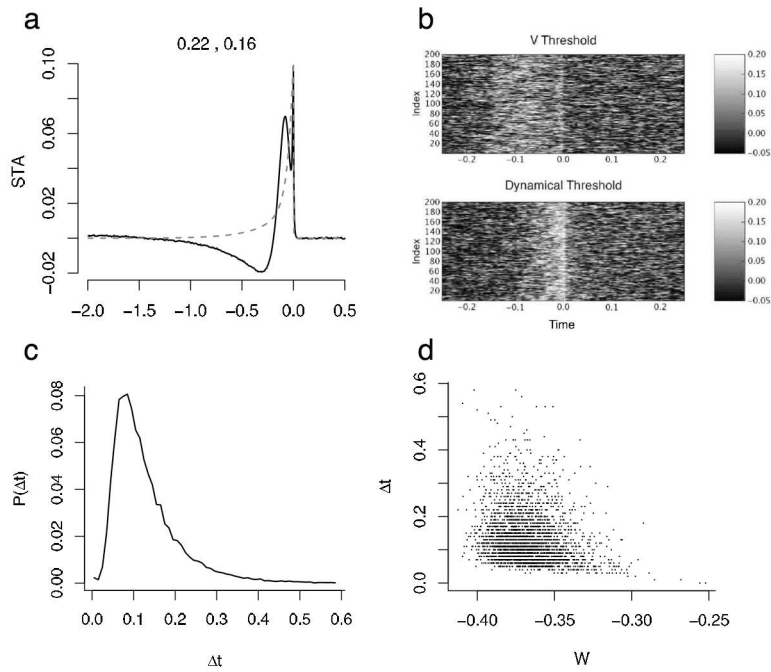 a
0.22 , 0.16
STA
0.10
0.06
0.02
−0.02
−2.0 −1.5 −1.0 −0.5 0.0 0.5
b
V Threshold
Index
200
180
160
140
120
100
80
60
40
20
−0.2 −0.1 0.0 0.1 0.2
0.20
0.15
0.10
0.05
0.00
−0.05
Dynamical Threshold
Index
200
180
160
140
120
100
80
60
40
20
−0.2 −0.1 0.0 0.1 0.2
Time
0.20
0.15
0.10
0.05
0.00
−0.05
c
P(Δt)
0.08
0.06
0.04
0.02
0.00
0.0 0.1 0.2 0.3 0.4 0.5 0.6
Δt
d
Δt
0.6
0.4
0.2
0.0
−0.40 −0.35 −0.30 −0.25
W